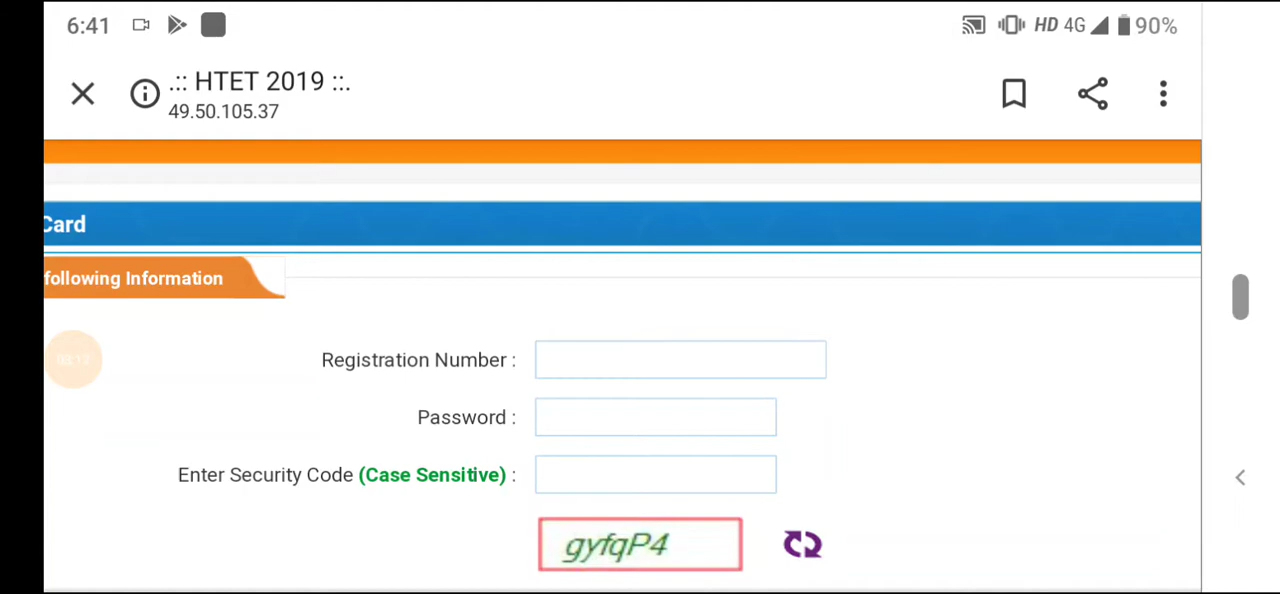 6:41 HD 4G 90%
.:: HTET 2019 ::.
49.50.105.37
Card
following Information
Registration Number :
Password :
Enter Security Code (Case Sensitive) :
gyfqP4